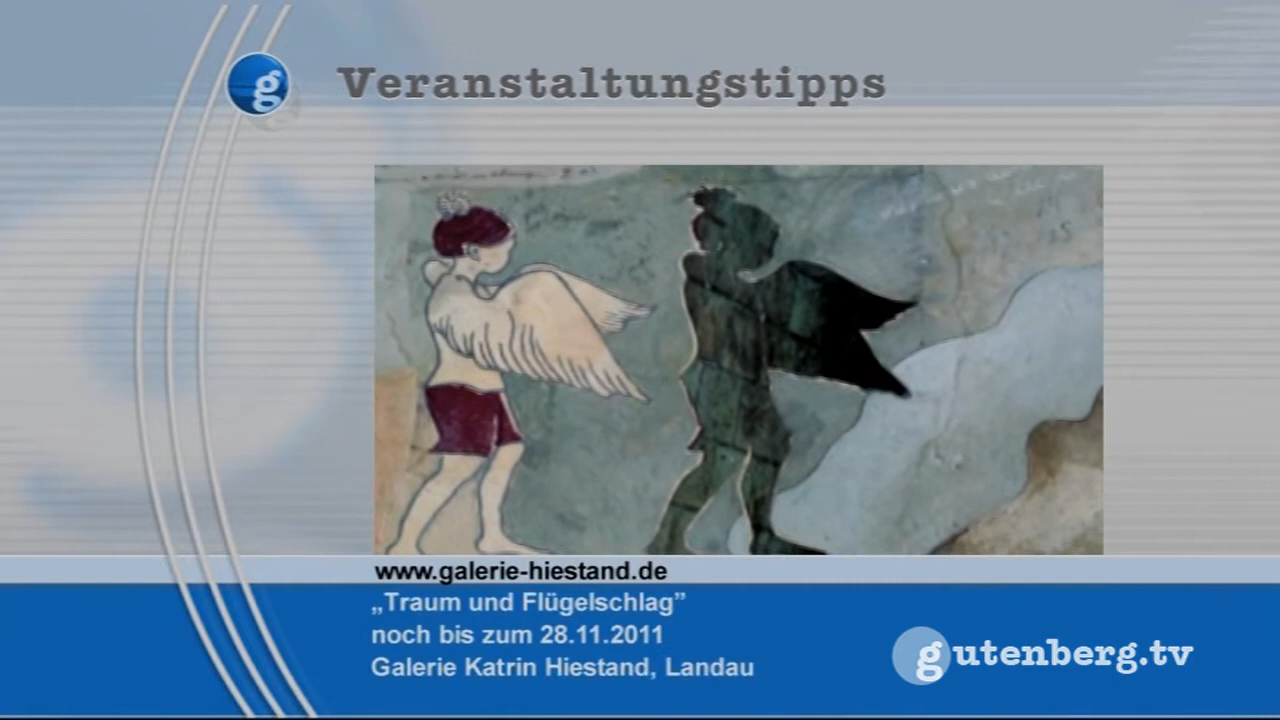 g
Veranstaltungstipps
www.galerie-hiestand.de
„Traum und Flügelschlag”
noch bis zum 28.11.2011
Galerie Katrin Hiestand, Landau
gutenberg.tv